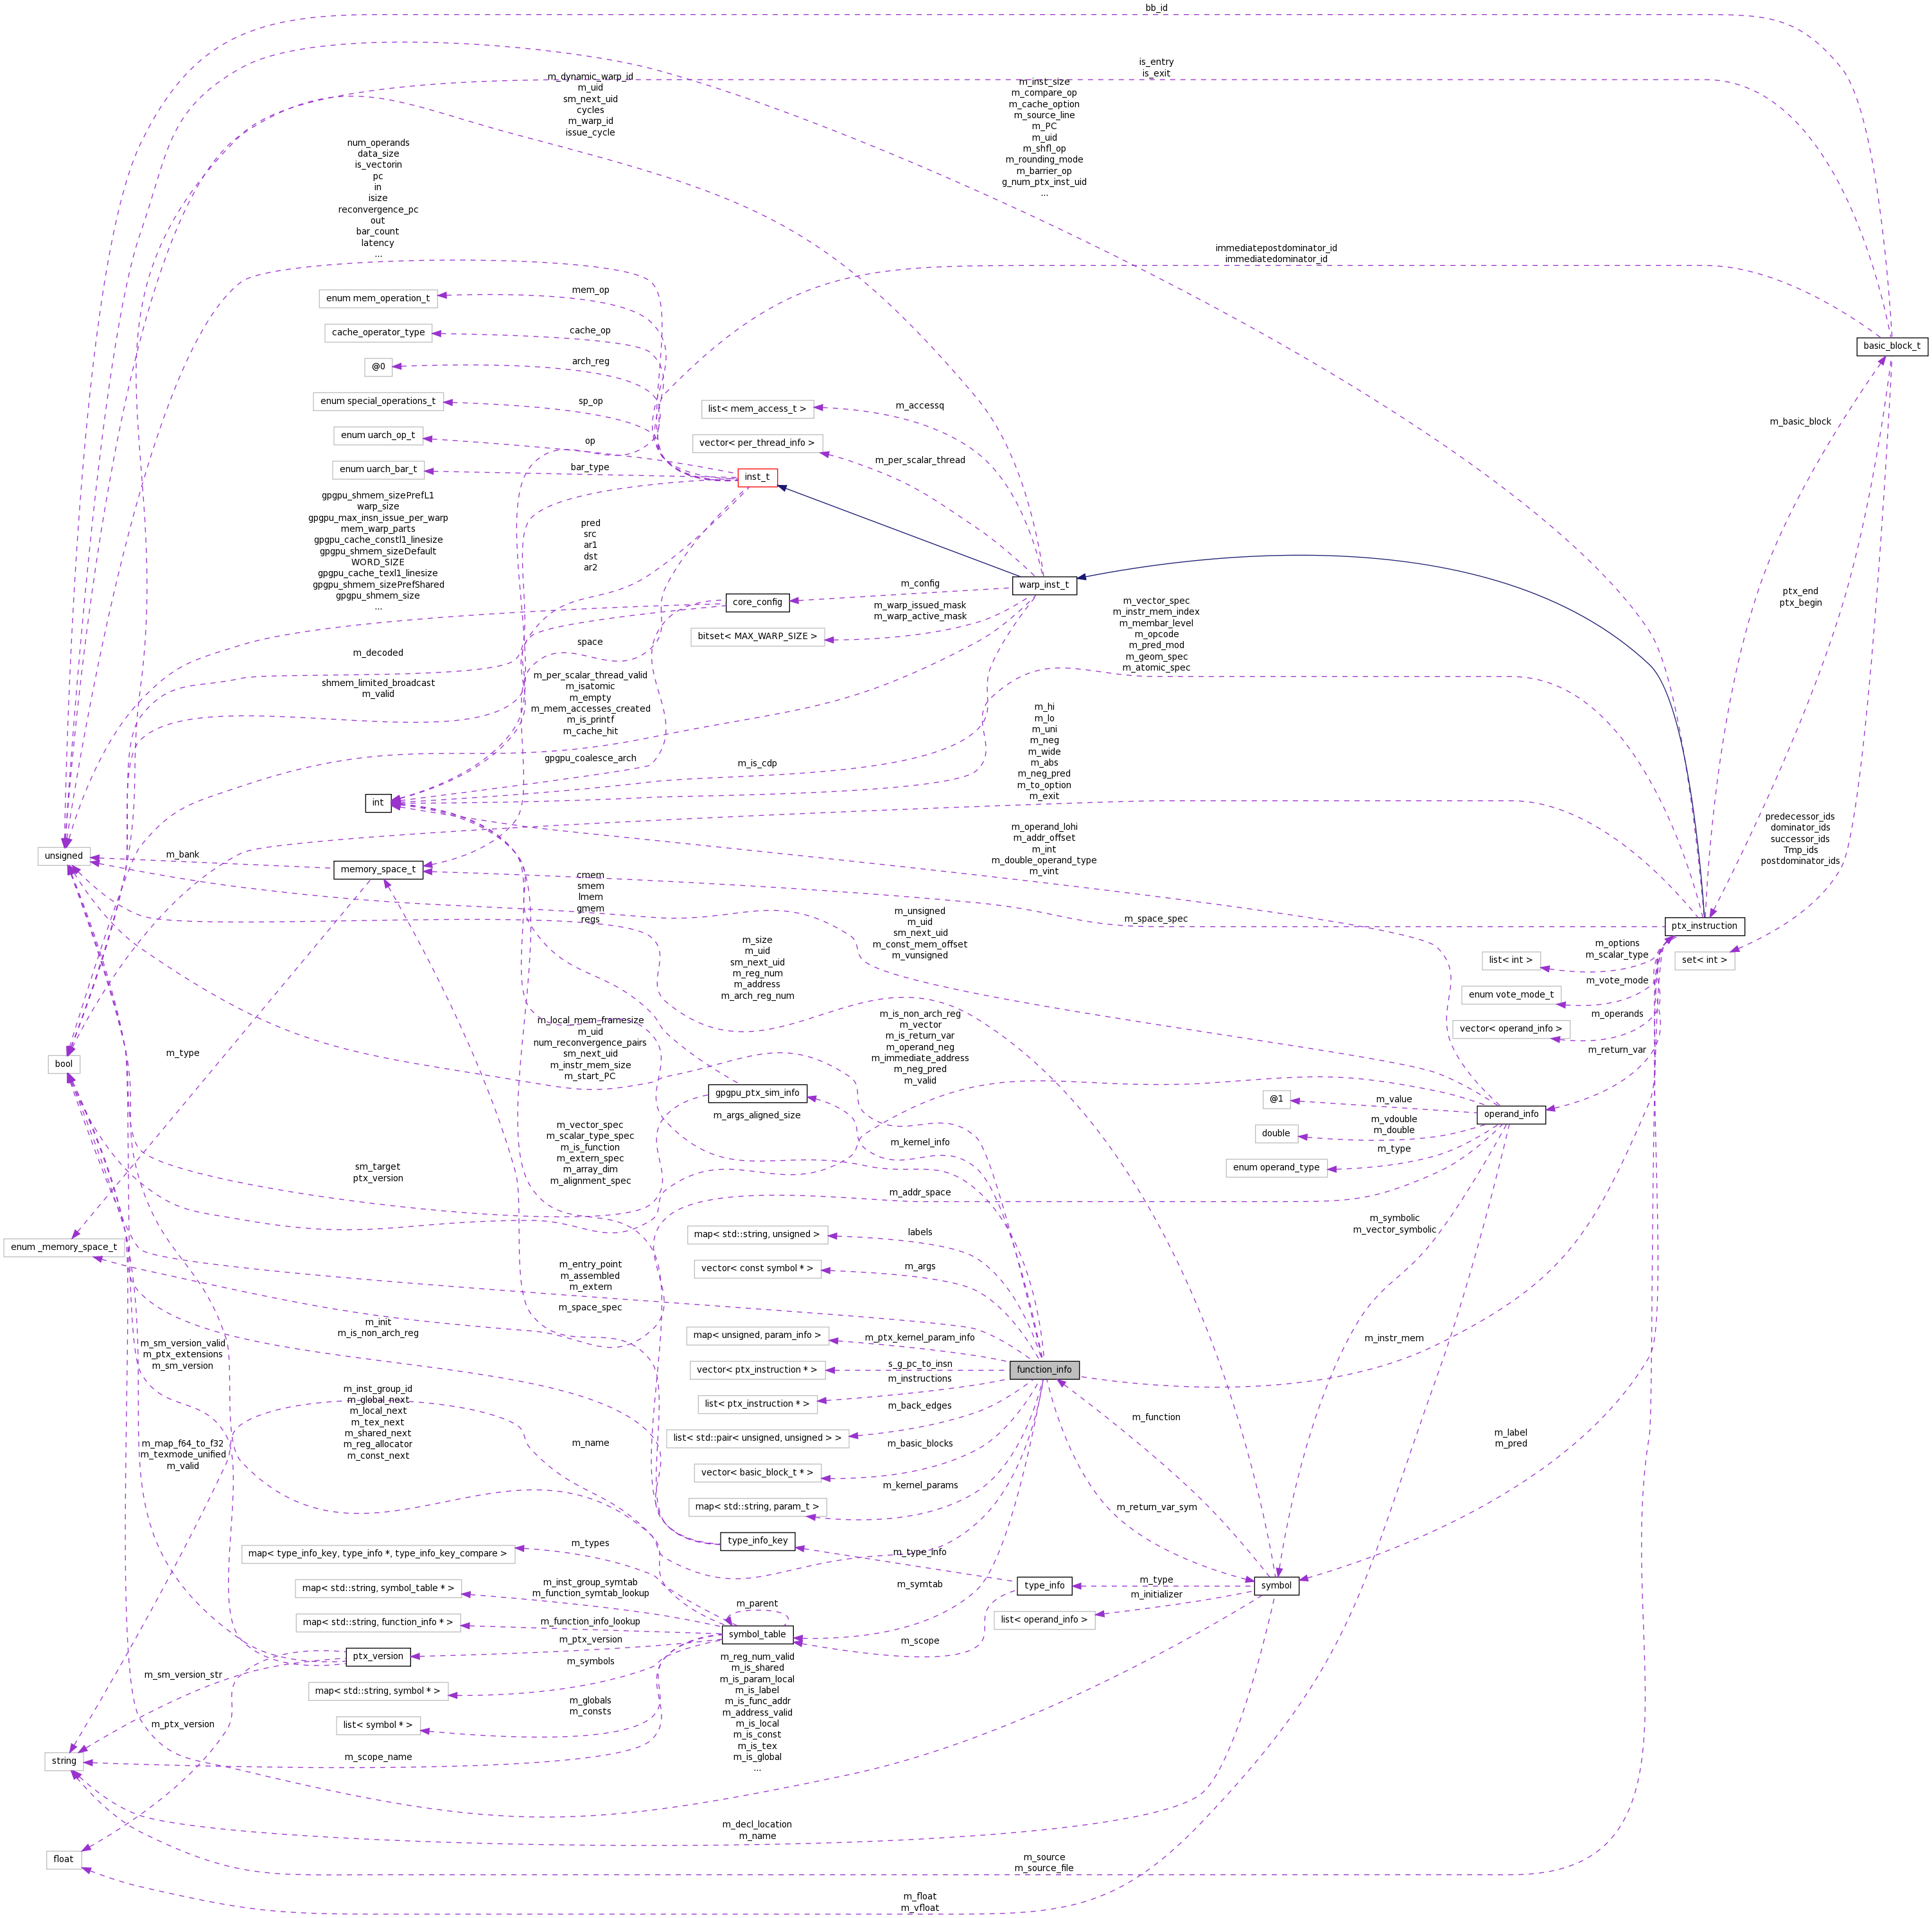 bb_id
is_entry
is_exit
m_dynamic_warp_id
m_uid
sm_next_uid
cycles
m_warp_id
issue_cycle
m_inst_size
m_compare_op
m_cache_option
m_source_line
m_PC
m_uid
m_shfl_op
m_rounding_mode
m_barrier_op
g_num_ptx_inst_uid
...
num_operands
data_size
is_vectorin
pc
in
isize
reconvergence_pc
out
bar_count
latency
...
immediatepostdominator_id
immediatedominator_id
enum mem_operation_t
mem_op
cache_operator_type
cache_op
@0
arch_reg
enum special_operations_t
sp_op
enum uarch_op_t
op
enum uarch_bar_t
bar_type
basic_block_t
list< mem_access_t >
m_accessq
vector< per_thread_info >
m_per_scalar_thread
m_basic_block
inst_t
gpgpu_shmem_sizePrefL1
warp_size
gpgpu_max_insn_issue_per_warp
mem_warp_parts
gpgpu_cache_constl1_linesize
gpgpu_shmem_sizeDefault
WORD_SIZE
gpgpu_cache_texl1_linesize
gpgpu_shmem_sizePrefShared
gpgpu_shmem_size
...
pred
src
ar1
dst
ar2
warp_inst_t
m_config
core_config
m_warp_issued_mask
m_warp_active_mask
bitset< MAX_WARP_SIZE >
ptx_end
ptx_begin
m_vector_spec
m_instr_mem_index
m_membar_level
m_opcode
m_pred_mod
m_geom_spec
m_atomic_spec
m_decoded
space
shmem_limited_broadcast
m_valid
m_per_scalar_thread_valid
m_isatomic
m_empty
m_mem_accesses_created
m_is_printf
m_cache_hit
gpgpu_coalesce_arch
m_is_cdp
m_hi
m_lo
m_uni
m_neg
m_wide
m_abs
m_neg_pred
m_to_option
m_exit
int
unsigned
m_bank
memory_space_t
m_operand_lohi
m_addr_offset
m_int
m_double_operand_type
m_vint
predecessor_ids
dominator_ids
successor_ids
Tmp_ids
postdominator_ids
cmem
smem
lmem
gmem
regs
m_unsigned
m_uid
sm_next_uid
m_const_mem_offset
m_vunsigned
m_space_spec
ptx_instruction
m_size
m_uid
sm_next_uid
m_reg_num
m_address
m_arch_reg_num
list< int >
m_options
m_scalar_type
set< int >
enum vote_mode_t
m_vote_mode
vector< operand_info >
m_operands
m_return_var
m_local_mem_framesize
m_uid
num_reconvergence_pairs
sm_next_uid
m_instr_mem_size
m_start_PC
m_is_non_arch_reg
m_vector
m_is_return_var
m_operand_neg
m_immediate_address
m_neg_pred
m_valid
bool
m_type
gpgpu_ptx_sim_info
m_args_aligned_size
m_kernel_info
@1
m_value
operand_info
double
m_vdouble
m_double
enum operand_type
m_type
m_vector_spec
m_scalar_type_spec
m_is_function
m_extern_spec
m_array_dim
m_alignment_spec
sm_target
ptx_version
m_addr_space
m_symbolic
m_vector_symbolic
enum _memory_space_t
map< std::string, unsigned >
labels
vector< const symbol * >
m_args
m_entry_point
m_assembled
m_extern
m_space_spec
m_init
m_is_non_arch_reg
map< unsigned, param_info >
m_ptx_kernel_param_info
vector< ptx_instruction * >
s_g_pc_to_insn
list< ptx_instruction * >
m_instructions
function_info
m_instr_mem
m_sm_version_valid
m_ptx_extensions
m_sm_version
m_inst_group_id
m_global_next
m_local_next
m_tex_next
m_shared_next
m_reg_allocator
m_const_next
list< std::pair< unsigned, unsigned > >
m_back_edges
m_function
m_name
m_map_f64_to_f32
m_texmode_unified
m_valid
vector< basic_block_t * >
m_basic_blocks
map< std::string, param_t >
m_kernel_params
m_return_var_sym
m_label
m_pred
type_info_key
m_type_info
map< type_info_key, type_info *, type_info_key_compare >
m_types
m_symtab
type_info
m_type
symbol
m_initializer
list< operand_info >
map< std::string, symbol_table * >
m_inst_group_symtab
m_function_symtab_lookup
m_parent
map< std::string, function_info * >
m_function_info_lookup
symbol_table
m_scope
ptx_version
m_ptx_version
m_sm_version_str
map< std::string, symbol * >
m_symbols
m_reg_num_valid
m_is_shared
m_is_param_local
m_is_label
m_is_func_addr
m_address_valid
m_is_local
m_is_const
m_is_tex
m_is_global
...
m_ptx_version
list< symbol * >
m_globals
m_consts
string
m_scope_name
m_decl_location
m_name
float
m_source
m_source_file
m_float
m_vfloat